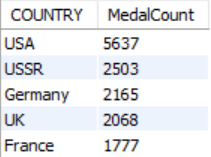 COUNTRY MedalCount
USA 5637
USSR 2503
Germany 2165
UK 2068
France 1777